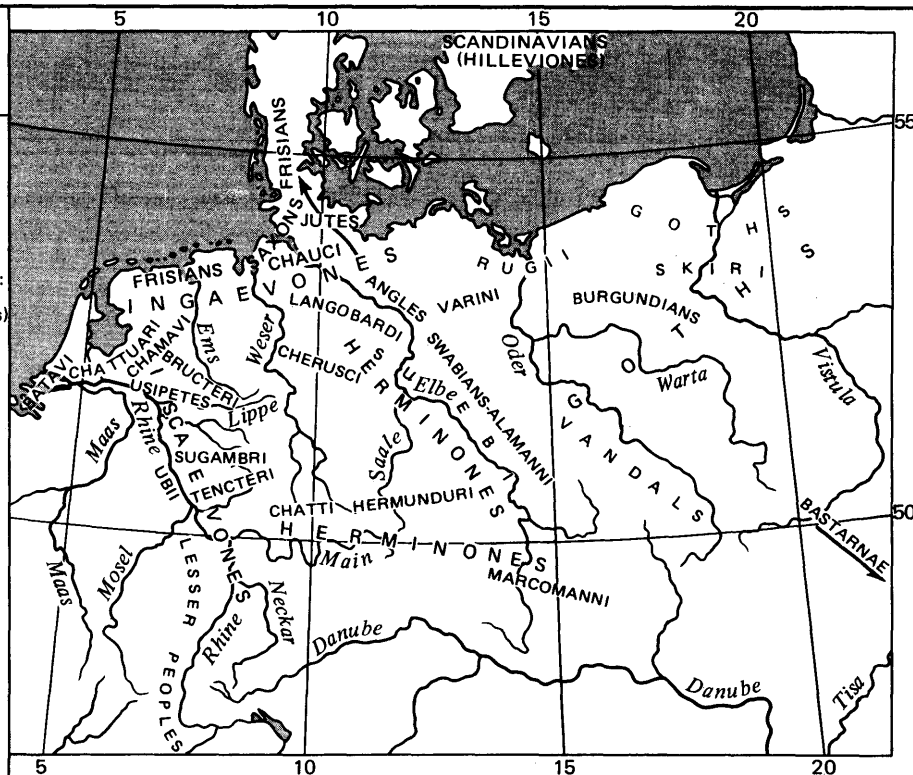 5
10
15
20
SCANDINAVIANS
(HILLEVIONES)
55
FRISIANS
ATONS
JUTES
GOTHS
CHAUCI
RUGII
SKIRI
FRISIANS
INGAEVONES
ANGLES
VARINI
BURGUNDIANS
GOTHS
LANGOBARDI
CHATTUARI
CHAMAVI
Ems
Weser
CHERUSCI
HERMINONES
SUEBI
SWABIANS-ALAMANNI
Oder
Warta
Vistula
BATAVI
BRUCTERI
USIPETES
Lippe
Elbe
Maas
Rhine
ISCAEVONES
SUGAMBRI
Saale
VANDALS
UBII
TENCTERI
CHATTI
HERMUNDURI
50
BASTARNAE
HERMINONES
Main
MARCOMANNI
Maas
Mosel
LESSER PEOPLES
Rhine
Neckar
Danube
Danube
Tisa
5
10
15
20